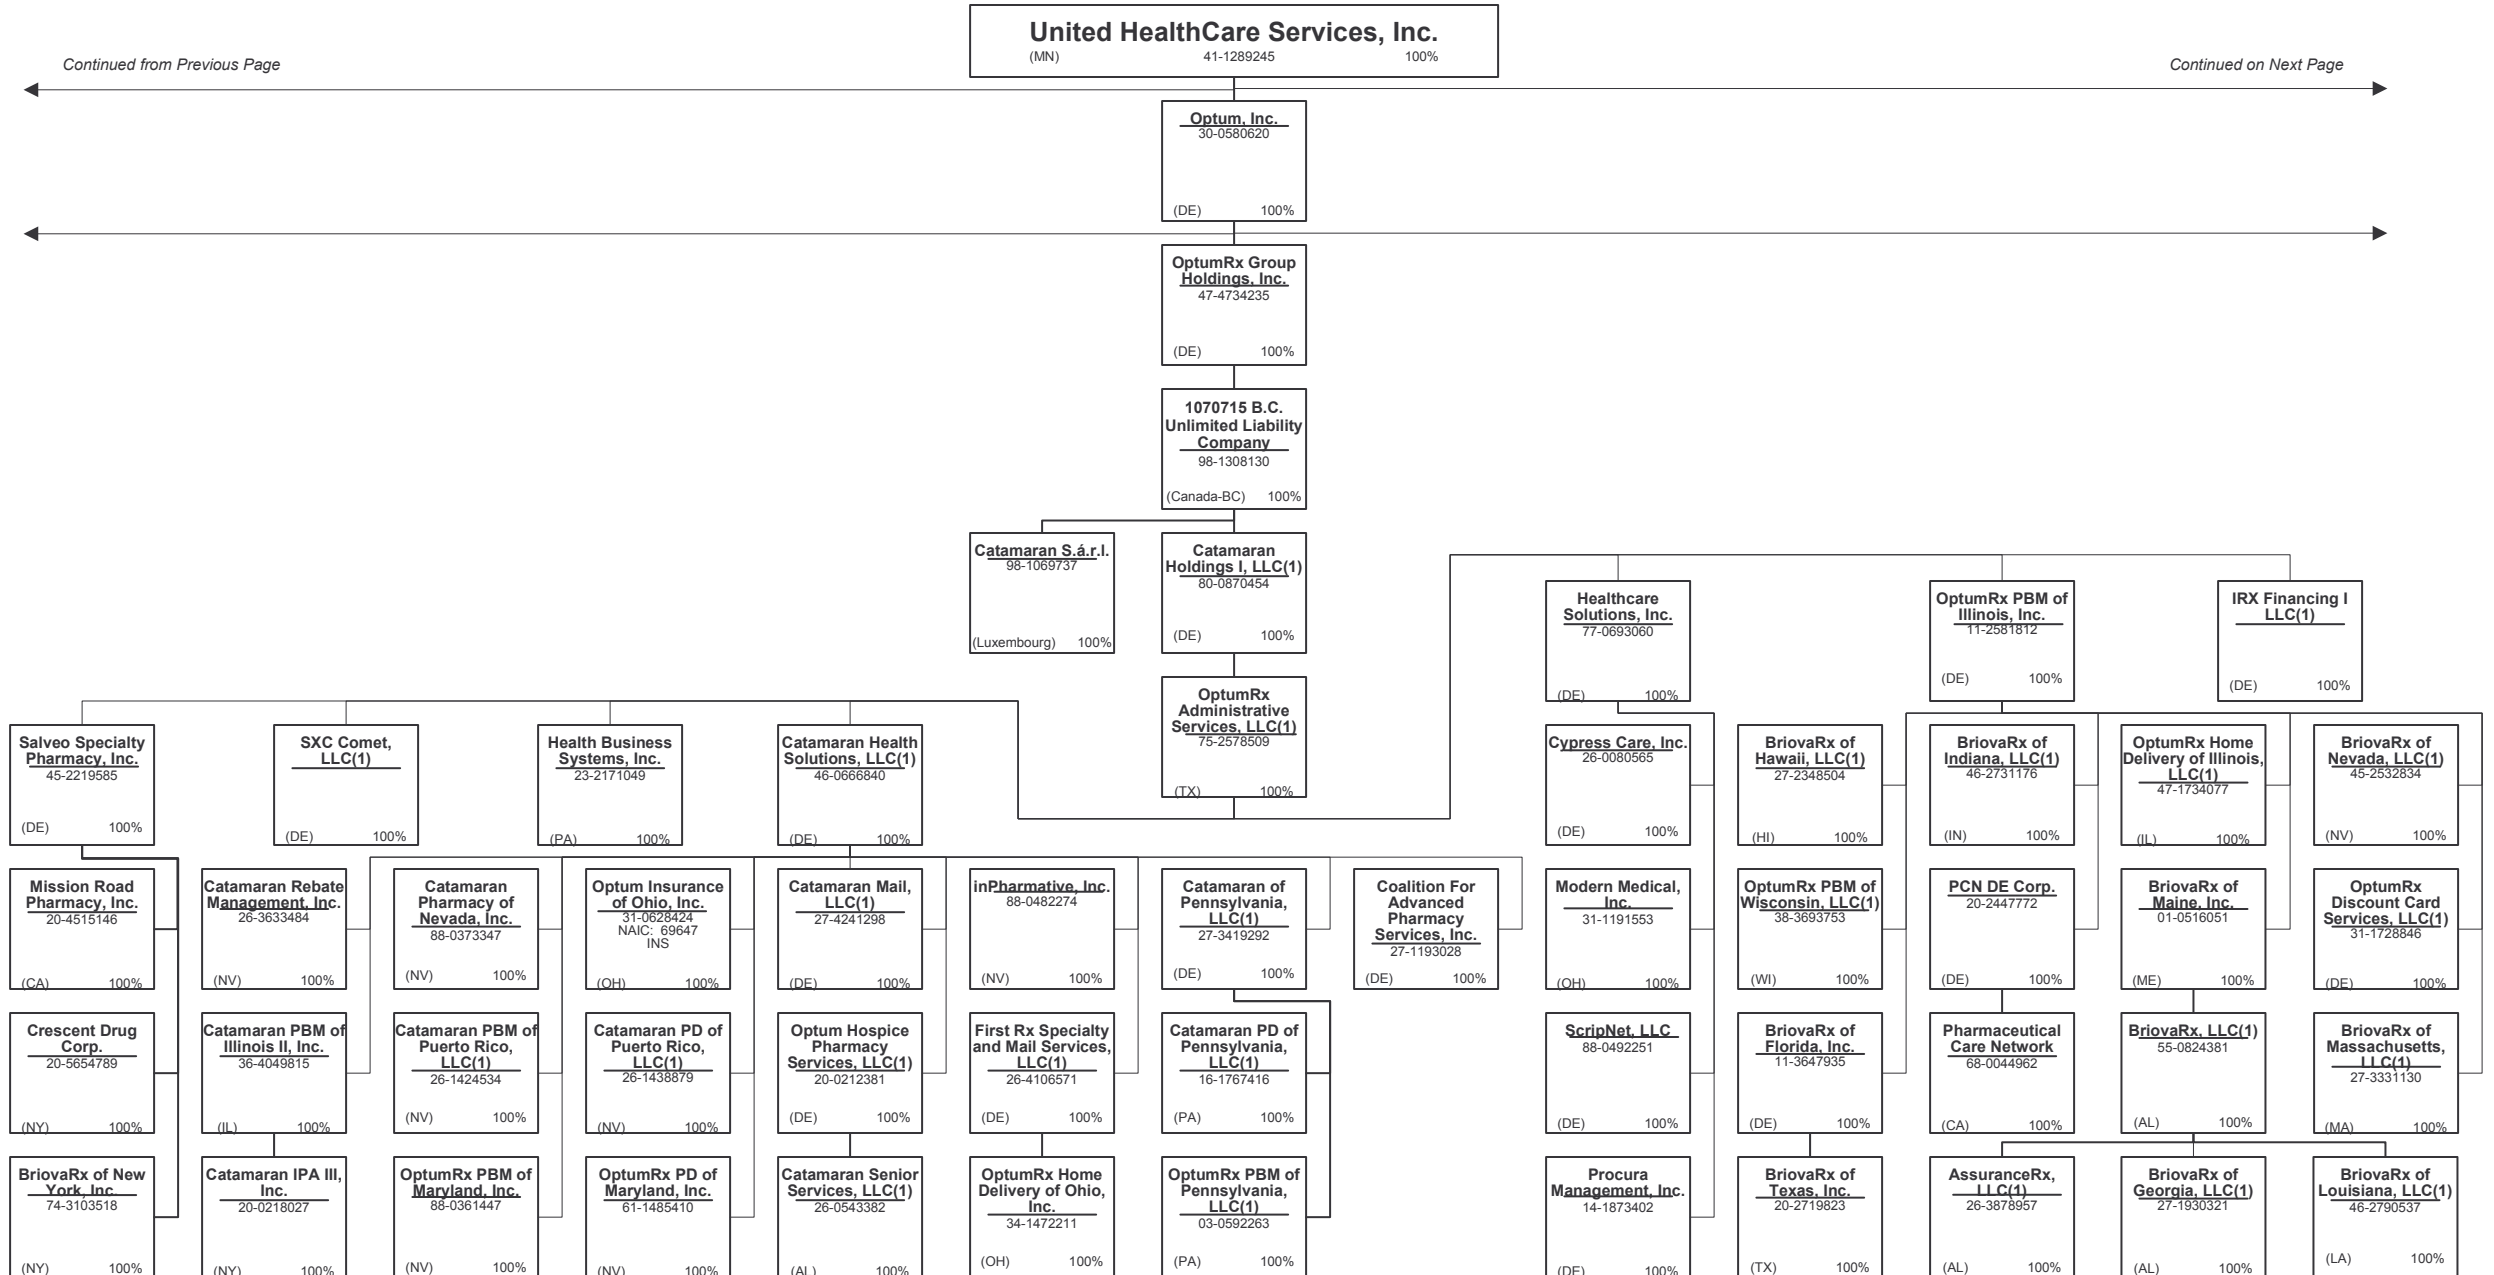 United HealthCare Services, Inc.
(MN) 41-1289245 100%
Continued from Previous Page
Continued on Next Page
Optum, Inc.
30-0580620
(DE) 100%
OptumRx Group
Holdings, Inc.
47-4734235
(DE) 100%
1070715 B.C.
Unlimited Liability
Company
98-1308130
(Canada-BC) 100%
Catamaran S.á.r.l.
98-1069737
(Luxembourg) 100%
Catamaran
Holdings I, LLC(1)
80-0870454
(DE) 100%
Healthcare
Solutions, Inc.
77-0693060
(DE) 100%
OptumRx PBM of
Illinois, Inc.
11-2581812
(DE) 100%
IRX Financing I
LLC(1)
(DE) 100%
OptumRx
Administrative
Services, LLC(1)
75-2578509
(TX) 100%
Salveo Specialty
Pharmacy, Inc.
45-2219585
(DE) 100%
SXC Comet,
LLC(1)
(DE) 100%
Health Business
Systems, Inc.
23-2171049
(PA) 100%
Catamaran Health
Solutions, LLC(1)
46-0666840
(DE) 100%
Cypress Care, Inc.
26-0080565
(DE) 100%
BriovaRx of
Hawaii, LLC(1)
27-2348504
(HI) 100%
BriovaRx of
Indiana, LLC(1)
46-2731176
(IN) 100%
OptumRx Home
Delivery of Illinois,
LLC(1)
47-1734077
(IL) 100%
BriovaRx of
Nevada, LLC(1)
45-2532834
(NV) 100%
Mission Road
Pharmacy, Inc.
20-4515146
(CA) 100%
Catamaran Rebate
Management, Inc.
26-3633484
(NV) 100%
Catamaran
Pharmacy of
Nevada, Inc.
88-0373347
(NV) 100%
Optum Insurance
of Ohio, Inc.
31-0628424
NAIC: 69647
INS
(OH) 100%
Catamaran Mail,
LLC(1)
27-4241298
(DE) 100%
inPharmative, Inc.
88-0482274
(NV) 100%
Catamaran of
Pennsylvania,
LLC(1)
27-3419292
(DE) 100%
Coalition For
Advanced
Pharmacy
Services, Inc.
27-1193028
(DE) 100%
Modern Medical,
Inc.
31-1191553
(OH) 100%
OptumRx PBM of
Wisconsin, LLC(1)
38-3693753
(WI) 100%
PCN DE Corp.
20-2447772
(DE) 100%
BriovaRx of
Maine, Inc.
01-0516051
(ME) 100%
OptumRx
Discount Card
Services, LLC(1)
31-1728846
(DE) 100%
Crescent Drug
Corp.
20-5654789
(NY) 100%
Catamaran PBM of
Illinois II, Inc.
36-4049815
(IL) 100%
Catamaran PBM of
Puerto Rico,
LLC(1)
26-1424534
(NV) 100%
Catamaran PD of
Puerto Rico,
LLC(1)
26-1438879
(NV) 100%
Optum Hospice
Pharmacy
Services, LLC(1)
20-0212381
(DE) 100%
First Rx Specialty
and Mail Services,
LLC(1)
26-4106571
(DE) 100%
Catamaran PD of
Pennsylvania,
LLC(1)
16-1767416
(PA) 100%
ScripNet, LLC
88-0492251
(DE) 100%
BriovaRx of
Florida, Inc.
11-3647935
(DE) 100%
Pharmaceutical
Care Network
68-0044962
(CA) 100%
BriovaRx, LLC(1)
55-0824381
(AL) 100%
BriovaRx of
Massachusetts,
LLC(1)
27-3331130
(MA) 100%
BriovaRx of New
York, Inc.
74-3103518
(NY) 100%
Catamaran IPA III,
Inc.
20-0218027
(NY) 100%
OptumRx PBM of
Maryland, Inc.
88-0361447
(NV) 100%
OptumRx PD of
Maryland, Inc.
61-1485410
(NV) 100%
Catamaran Senior
Services, LLC(1)
26-0543382
(AL) 100%
OptumRx Home
Delivery of Ohio,
Inc.
34-1472211
(OH) 100%
OptumRx PBM of
Pennsylvania,
LLC(1)
03-0592263
(PA) 100%
Procura
Management, Inc.
14-1873402
(DE) 100%
BriovaRx of
Texas, Inc.
20-2719823
(TX) 100%
AssuranceRx,
LLC(1)
26-3878957
(AL) 100%
BriovaRx of
Georgia, LLC(1)
27-1930321
(AL) 100%
BriovaRx of
Louisiana, LLC(1)
46-2790537
(LA) 100%